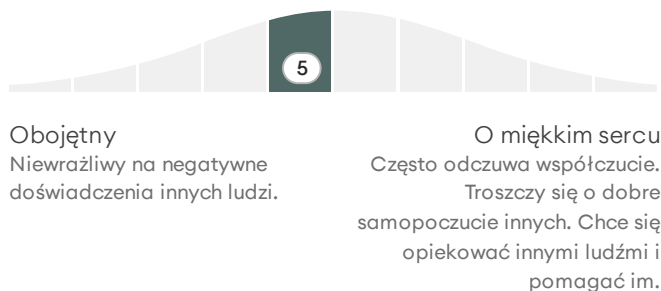 5
Obojętny
Niewrażliwy na negatywne
doświadczenia innych ludzi.
O miękkim sercu
Często odczuwa współczucie.
Troszczy się o dobre
samopoczucie innych. Chce się
opiekować innymi ludźmi i
pomagać im.